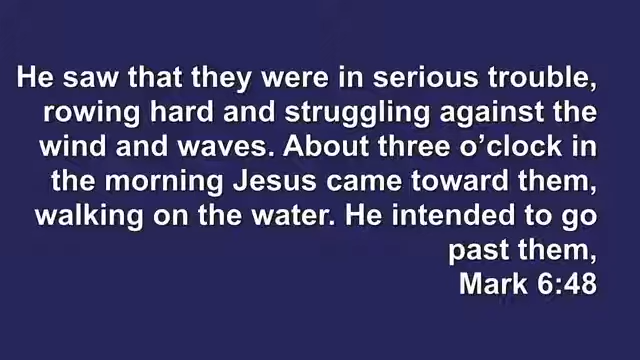 He saw that they were in serious trouble,
rowing hard and struggling against the
wind and waves. About three o’clock in
the morning Jesus came toward them,
walking on the water. He intended to go
past them,
Mark 6:48